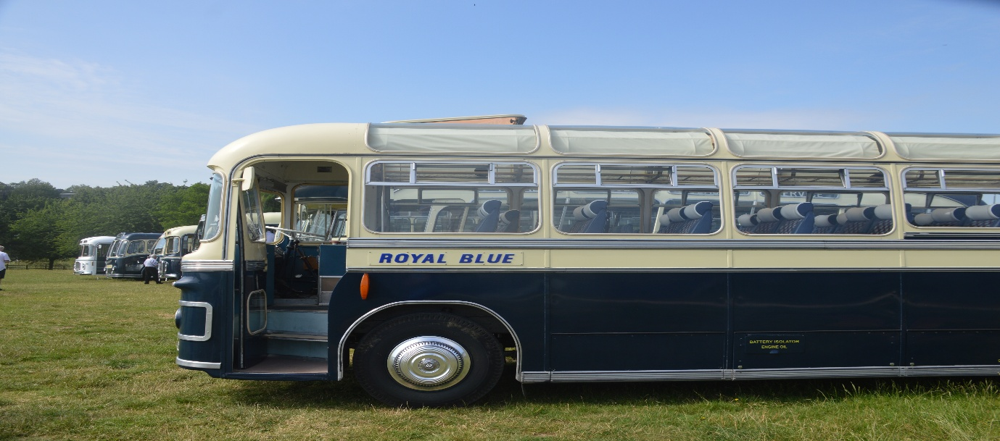 ROYAL BLUE
BATTERY ISOLATOR
ENGINE OIL